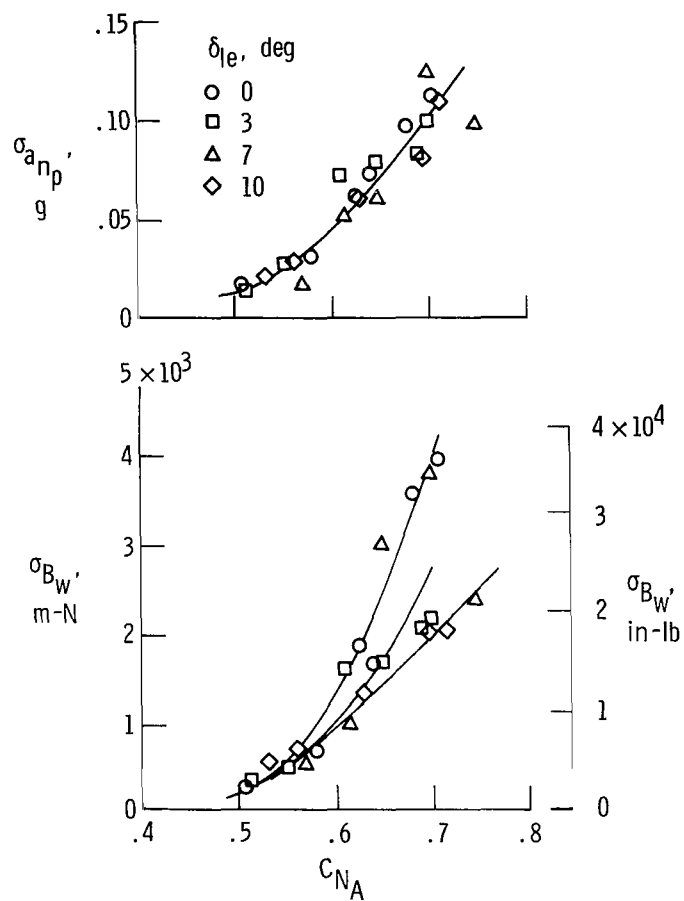 .15
.10
.05
0
σanp,
g
δle, deg
0
3
7
10
5 × 10³
4
3
2
1
0
σBw,
m-N
4 × 10⁴
3
2
1
0
σBw,
in-lb
.4
.5
.6
.7
.8
CNA